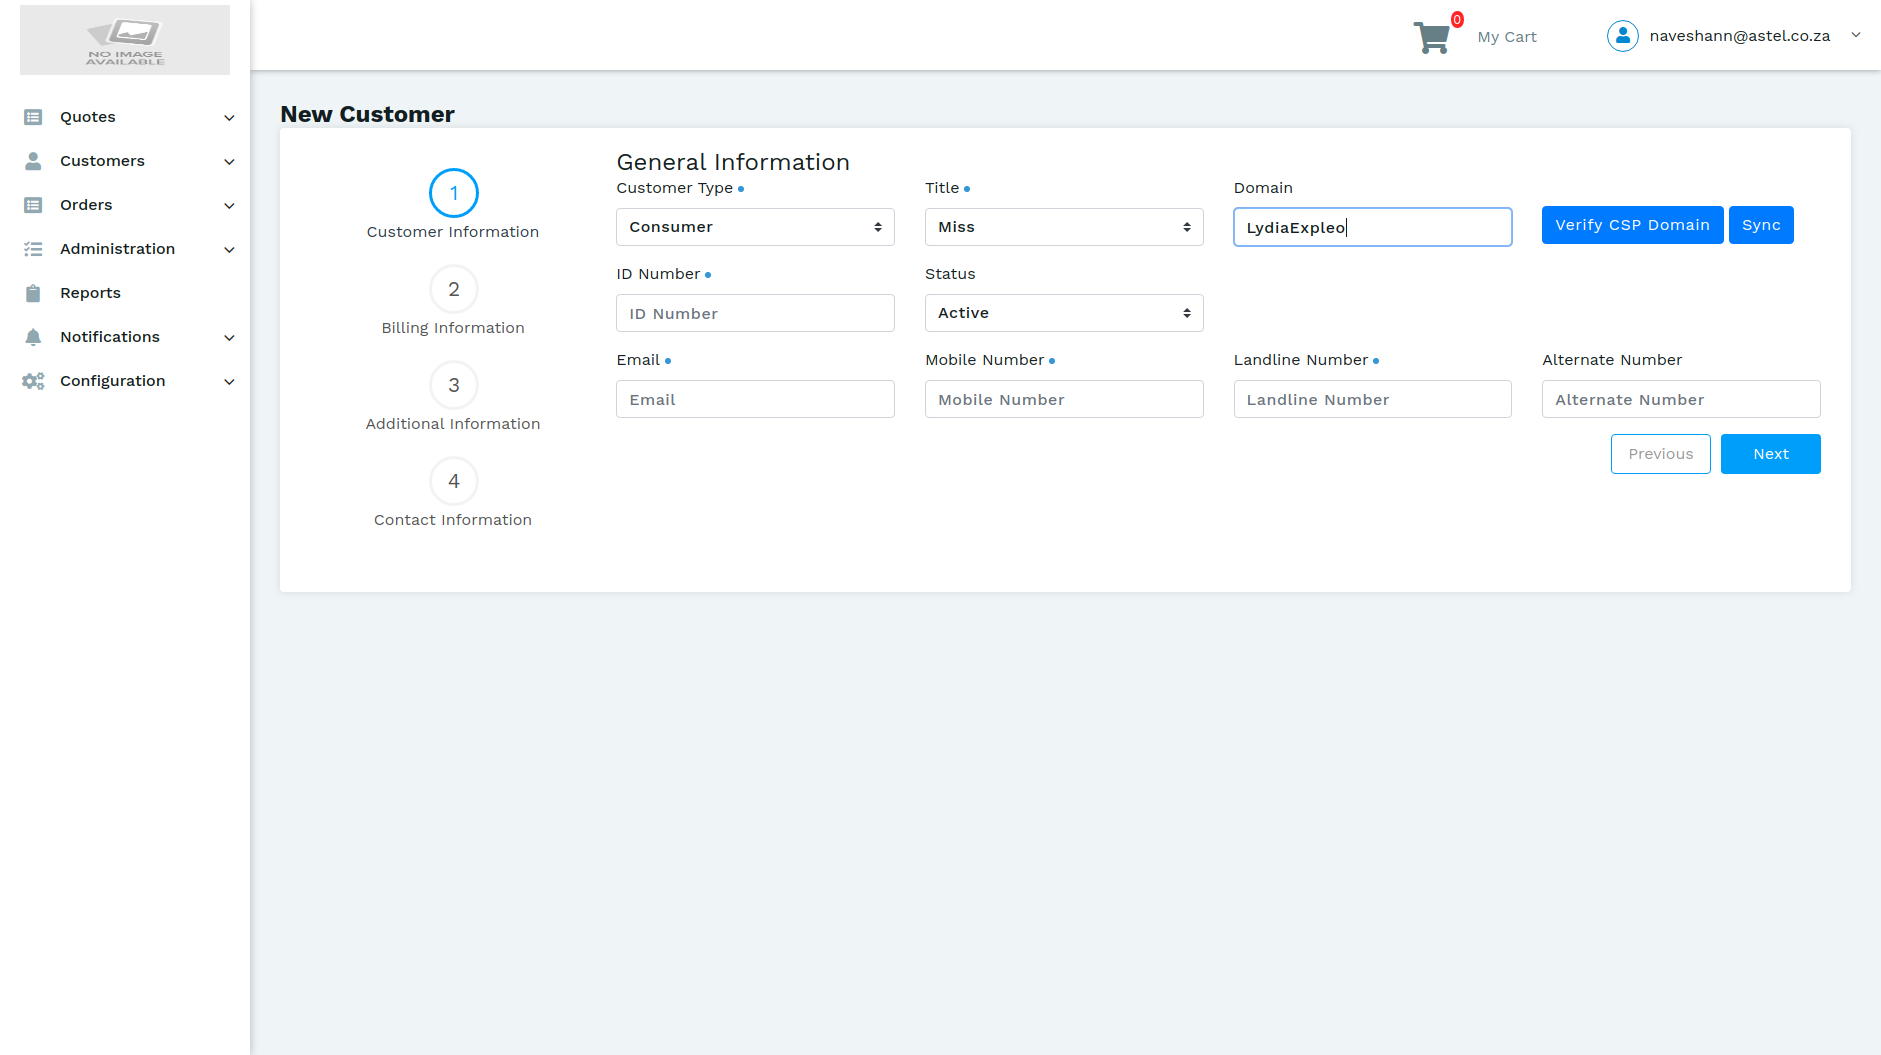 NO IMAGE
AVAILABLE
0
My Cart
naveshann@astel.co.za
Quotes
Customers
Orders
Administration
Reports
Notifications
Configuration
New Customer
1
Customer Information
2
Billing Information
3
Additional Information
4
Contact Information
General Information
Customer Type
Title
Domain
Consumer
Miss
LydiaExpleo
Verify CSP Domain
Sync
ID Number
Status
ID Number
Active
Email
Mobile Number
Landline Number
Alternate Number
Email
Mobile Number
Landline Number
Alternate Number
Previous
Next